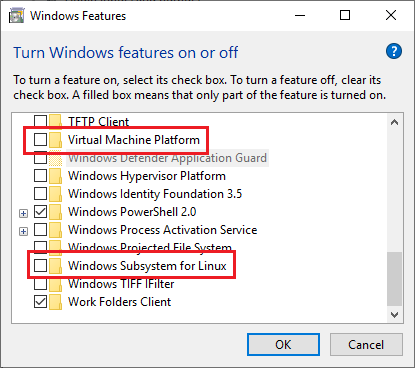 Windows Features
Turn Windows features on or off
To turn a feature on, select its check box. To turn a feature off, clear its
check box. A filled box means that only part of the feature is turned on.
TFTP Client
Virtual Machine Platform
Windows Defender Application Guard
Windows Hypervisor Platform
Windows Identity Foundation 3.5
Windows PowerShell 2.0
Windows Process Activation Service
Windows Projected File System
Windows Subsystem for Linux
Windows TIFF IFilter
Work Folders Client
OK
Cancel